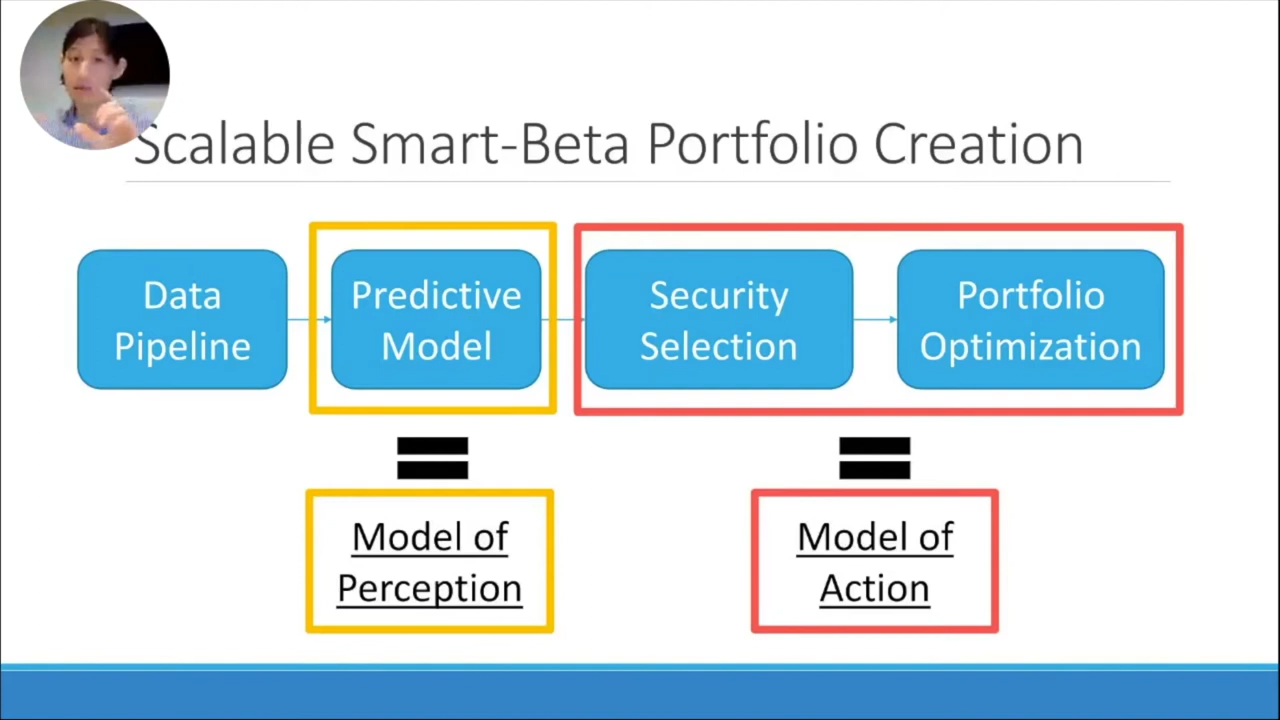 Scalable Smart-Beta Portfolio Creation
Data
Pipeline
Predictive
Model
Security
Selection
Portfolio
Optimization
Model of
Perception
Model of
Action